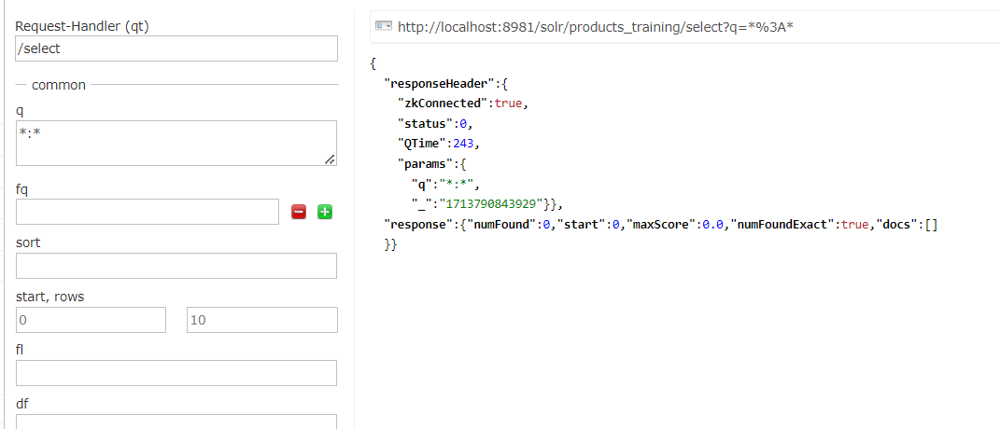 Request-Handler (qt)
/select
common
q
*:*
fq
sort
start, rows
0
10
fl
df
http://localhost:8981/solr/products_training/select?q=*%3A*
{
  "responseHeader":{
    "zkConnected":true,
    "status":0,
    "QTime":243,
    "params":{
      "q":"*:*",
      "_":"1713790843929"}},
  "response":{"numFound":0,"start":0,"maxScore":0.0,"numFoundExact":true,"docs":[]
  }}